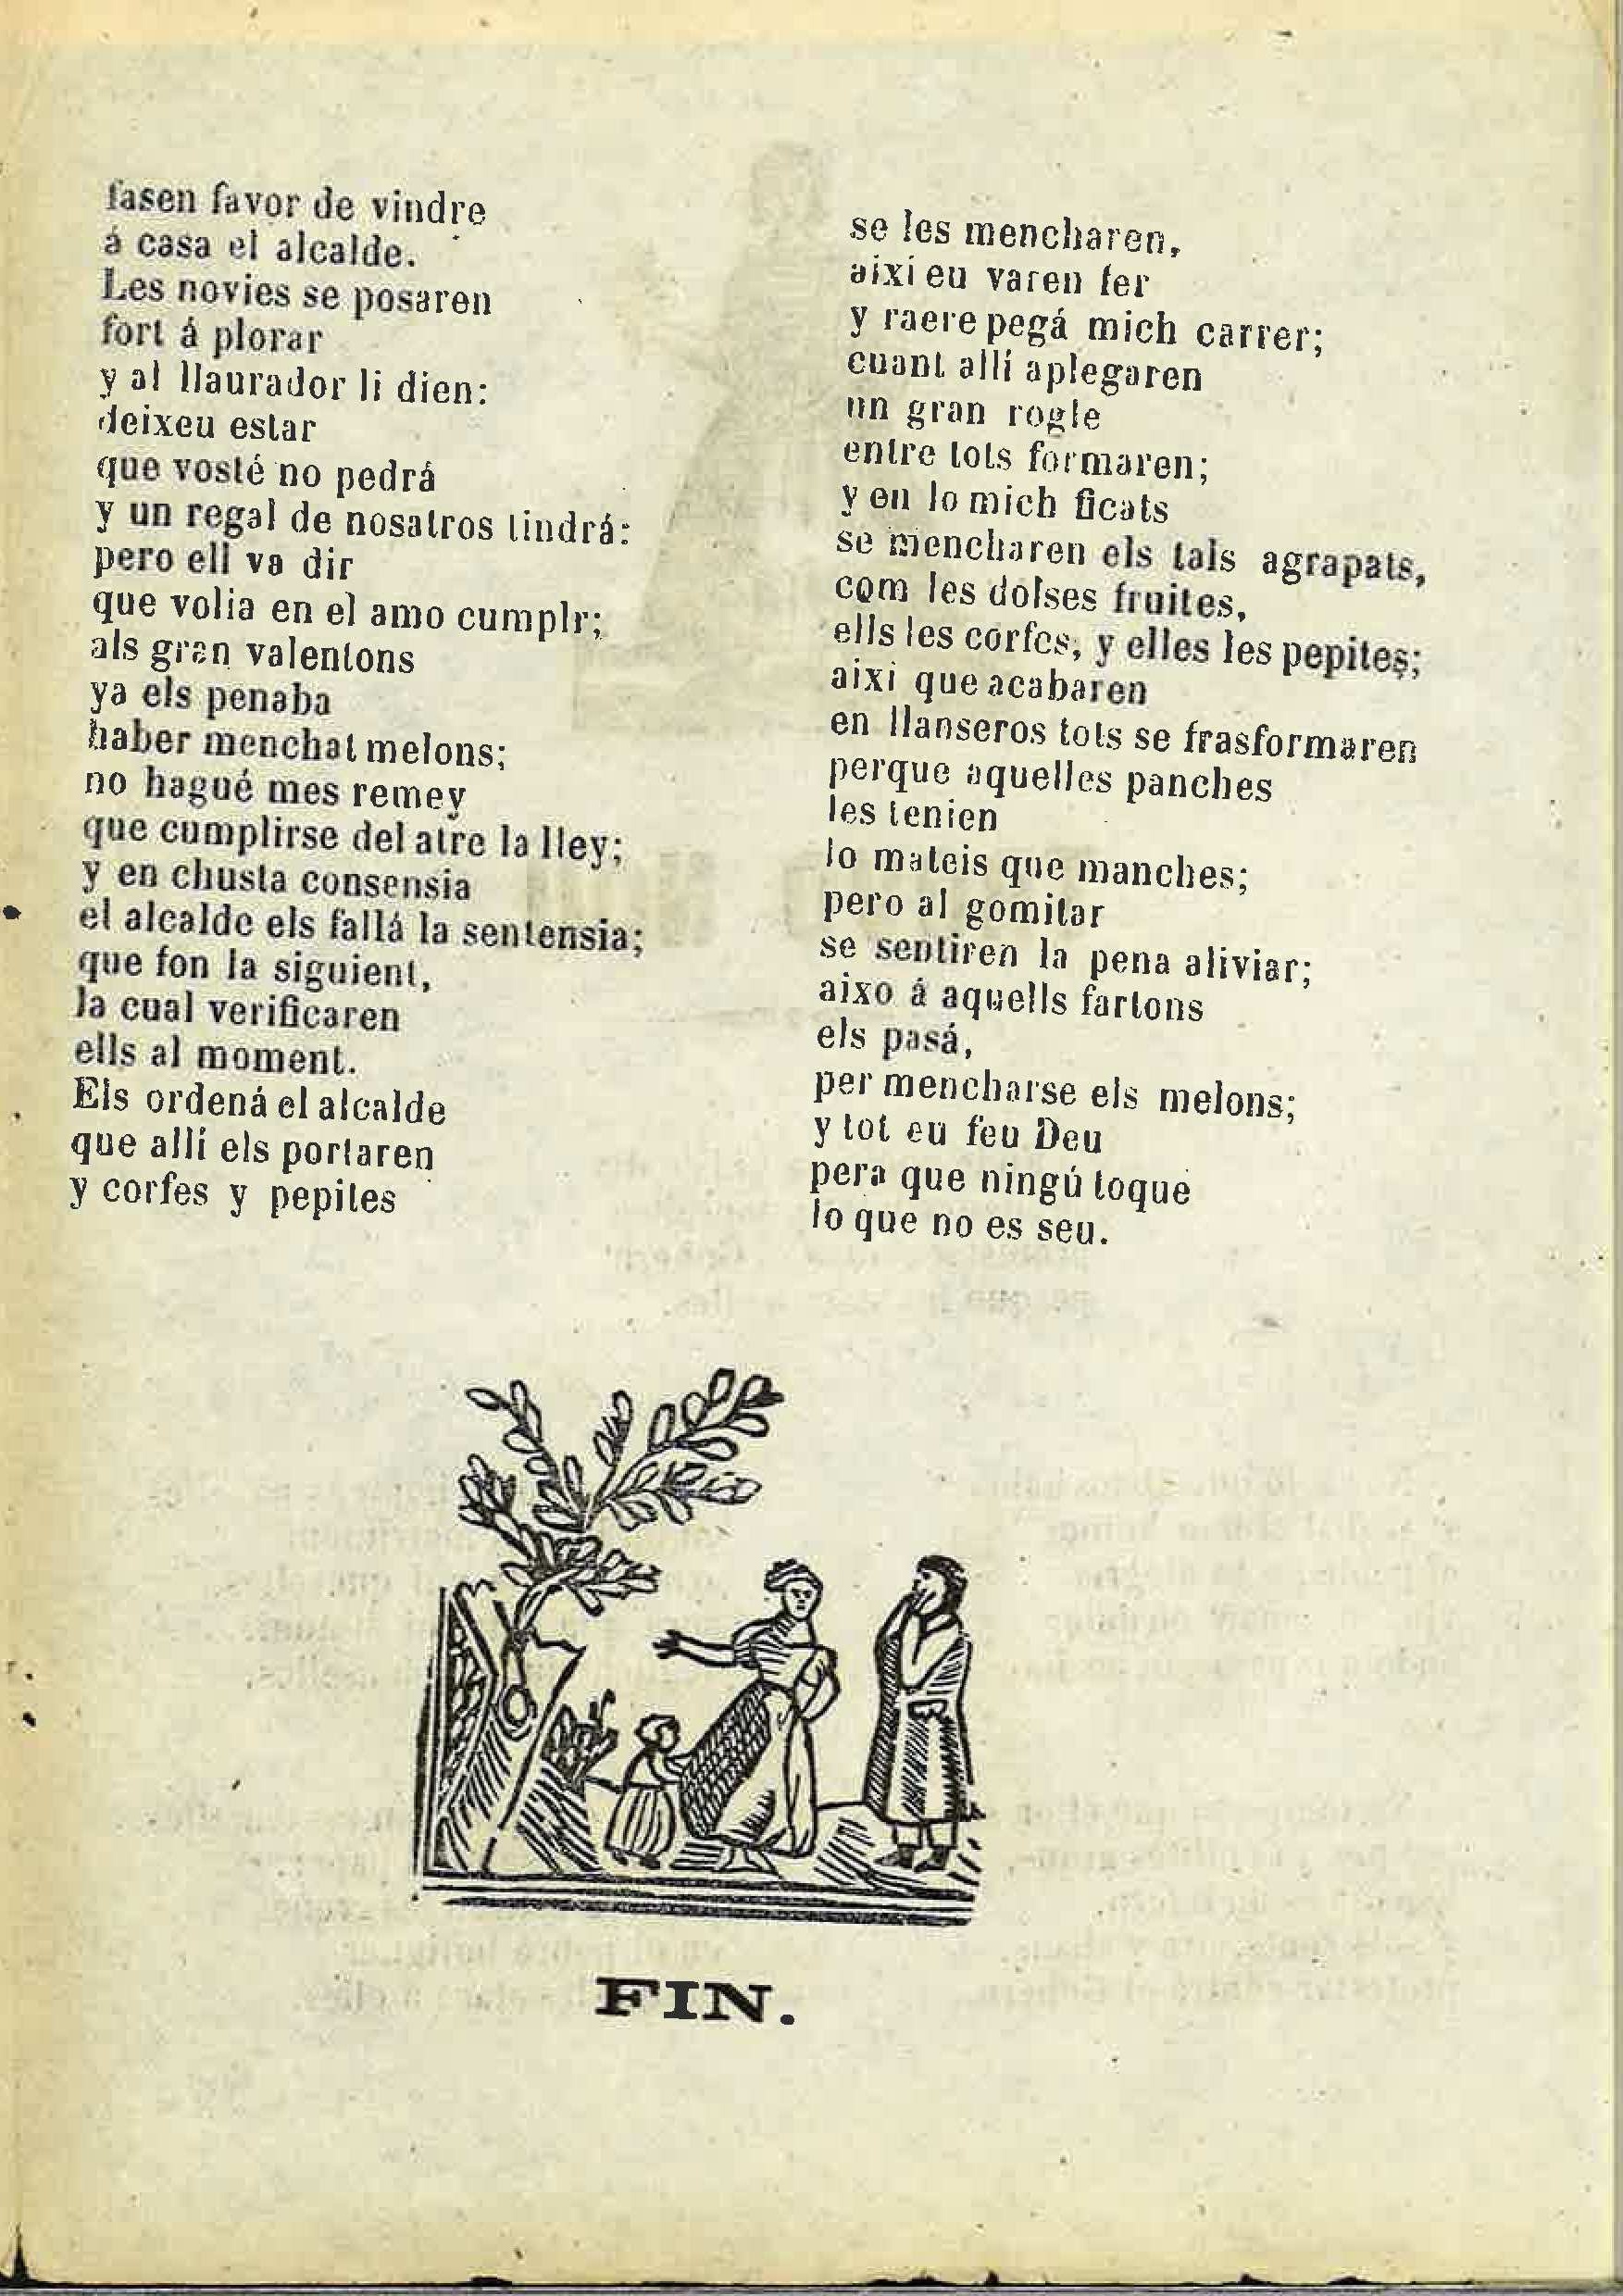 fasen favor de vindre
á casa el alcalde.
Les novies se posaren
fort á plorar
y al llaurador li dien:
deixeu estar
que vosté no pedrá
y un regal de nosatros tindrá:
pero ell va dir
que volia en el amo cumplr;
als gran valentons
ya els penaba
haber menchat melons;
no hagué mes remey
que cumplirse del atre la lley;
y en chusta consensia
el alcalde els fallá la sentensia;
que fon la siguient,
la cual verificaren
ells al moment.
Els ordená el alcalde
que allí els portaren
y corfes y pepites
se les mencharen,
aixi eu varen fer
y raere pegá mich carrer;
cuant allí aplegaren
un gran rogle
entre tots formaren;
y en lo mich ficats
se mencharen els tals agrapats,
com les dolses fruites,
ells les corfes, y elles les pepites;
aixi que acabaren
en llanseros tots se frasformaren
perque aquelles panches
les tenien
lo mateis que manches;
pero al gomitar
se sentiren la pena aliviar;
aixo á aquells fartons
els pasá,
per mencharse els melons;
y tot eu feu Deu
pera que ningú toque
lo que no es seu.
FIN.